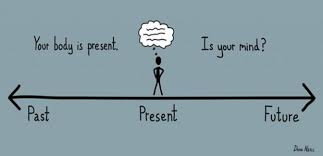 Your body is present.
Is your mind?
Past
Present
Future